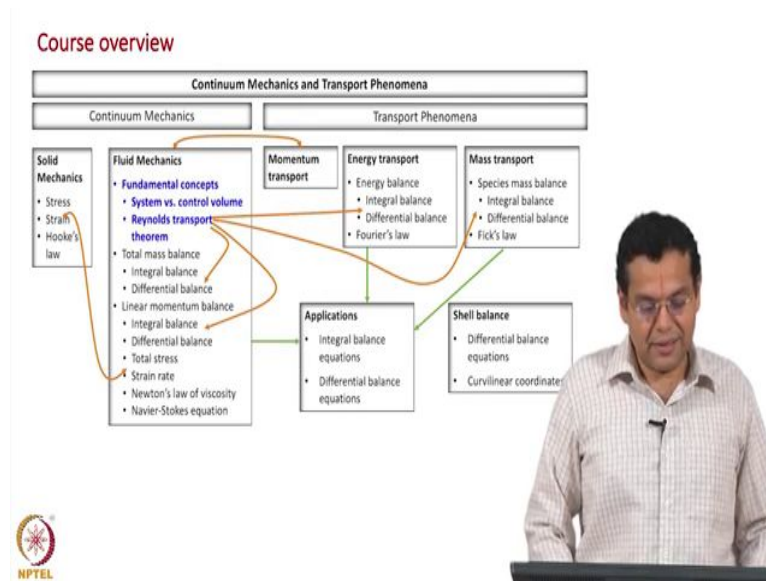 Course overview
Continuum Mechanics and Transport Phenomena
Continuum Mechanics
Transport Phenomena
Solid
Mechanics
• Stress
• Strain
• Hooke's
law
Fluid Mechanics
• Fundamental concepts
• System vs. control volume
• Reynolds transport
theorem
• Total mass balance
• Integral balance
• Differential balance
• Linear momentum balance
• Integral balance
• Differential balance
• Total stress
• Strain rate
• Newton's law of viscosity
• Navier-Stokes equation
Momentum
transport
Energy transport
• Energy balance
• Integral balance
• Differential balance
• Fourier's law
Mass transport
• Species mass balance
• Integral balance
• Differential balance
• Fick's law
Applications
• Integral balance
equations
• Differential balance
equations
Shell balance
• Differential balance
equations
• Curvilinear coordinate
NPTEL